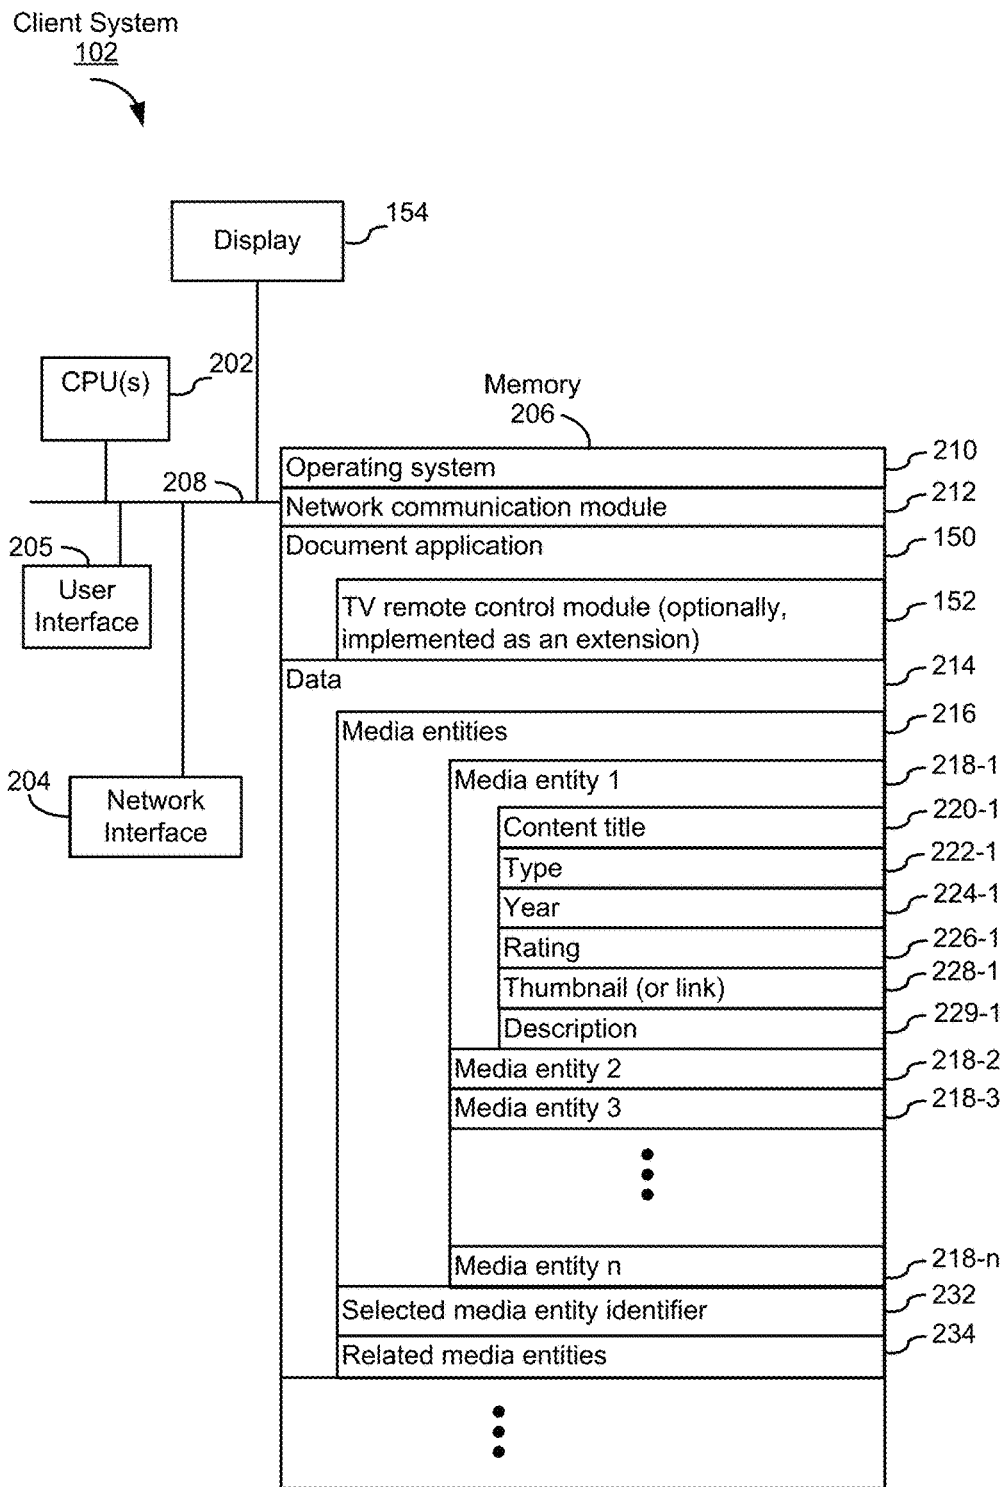 Client System
102
Display
154
CPU(s)
202
Memory
206
208
205
User
Interface
204
Network
Interface
Operating system
210
Network communication module
212
Document application
150
TV remote control module (optionally,
implemented as an extension)
152
Data
214
Media entities
216
Media entity 1
218-1
Content title
220-1
Type
222-1
Year
224-1
Rating
226-1
Thumbnail (or link)
228-1
Description
229-1
Media entity 2
218-2
Media entity 3
218-3
Media entity n
218-n
Selected media entity identifier
232
Related media entities
234